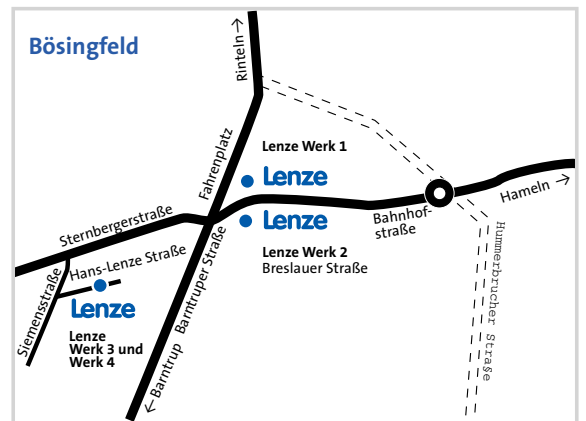 Bösingfeld
Rinteln →
Fahrenplatz
Lenze Werk 1
Lenze
Lenze
Lenze Werk 2
Breslauer Straße
Bahnhof-
straße
Hameln →
Hummerbrucher Straße
Sternbergerstraße
Hans-Lenze Straße
Siemensstraße
Lenze
Lenze
Werk 3 und
Werk 4
← Barntrup
Barntruper Straße